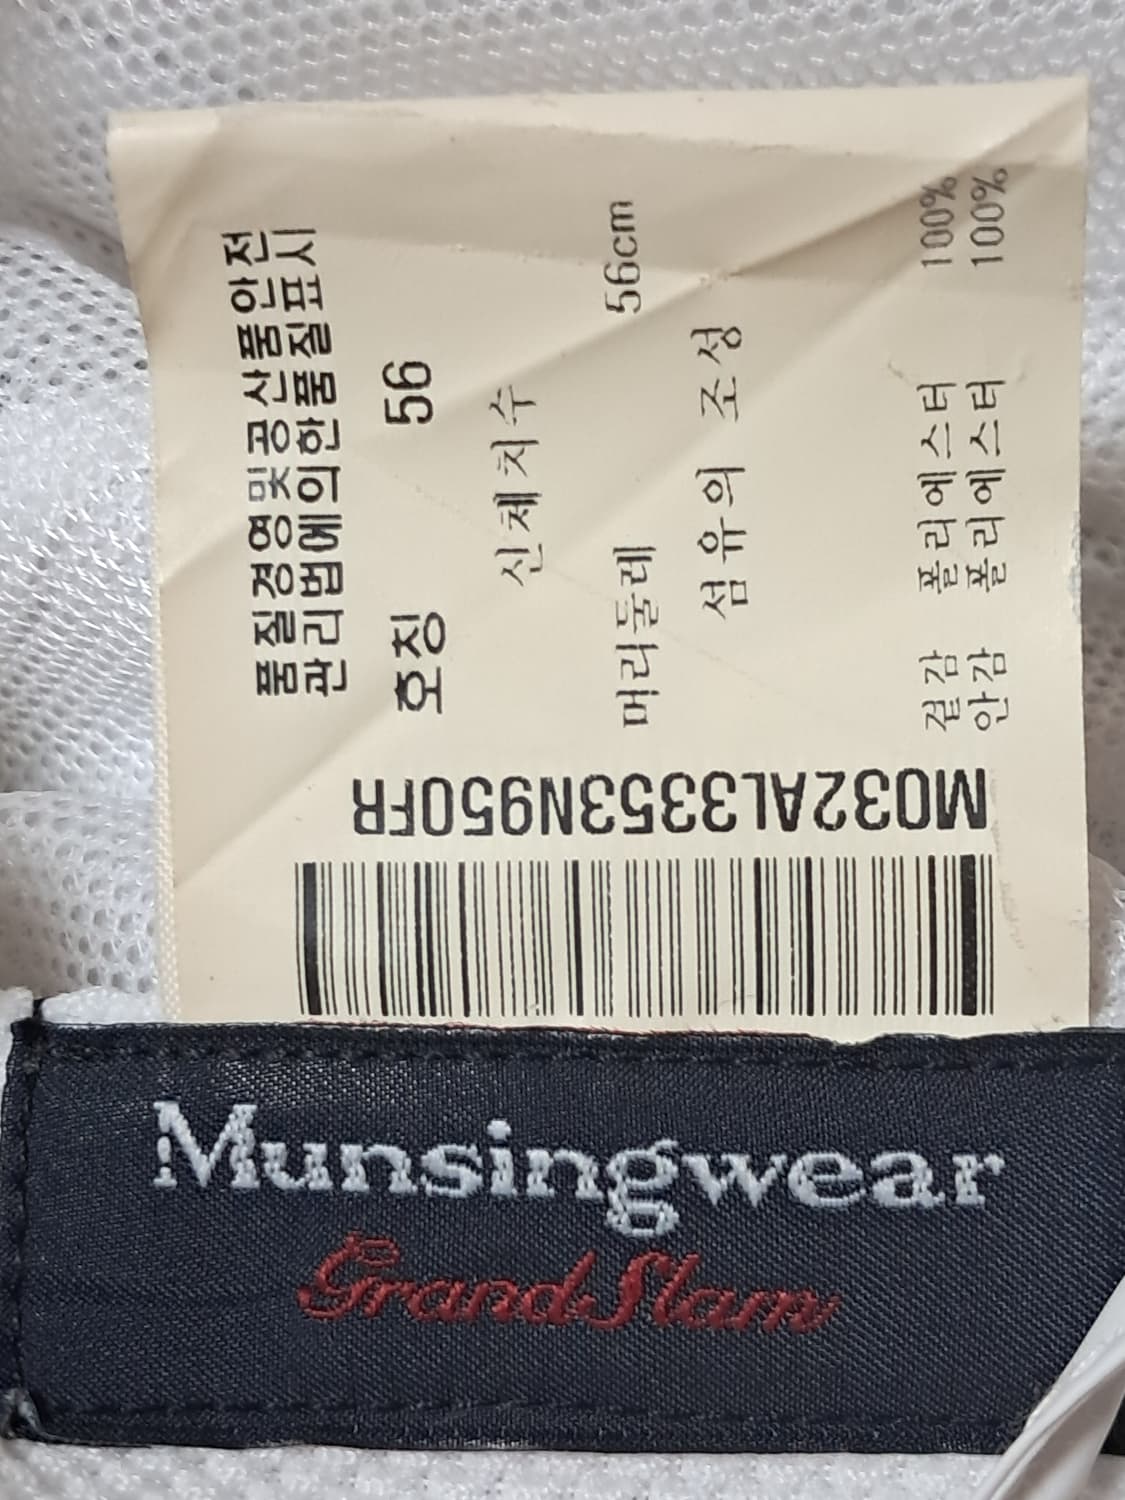 품질경영및공산품안전
관리법에의한품질표시
호칭 56
신체치수
머리둘레 56cm
섬유의 조성
겉감 폴리에스터 100%
안감 폴리에스터 100%
M032AL3353N950FR
Munsingwear
Grand Slam